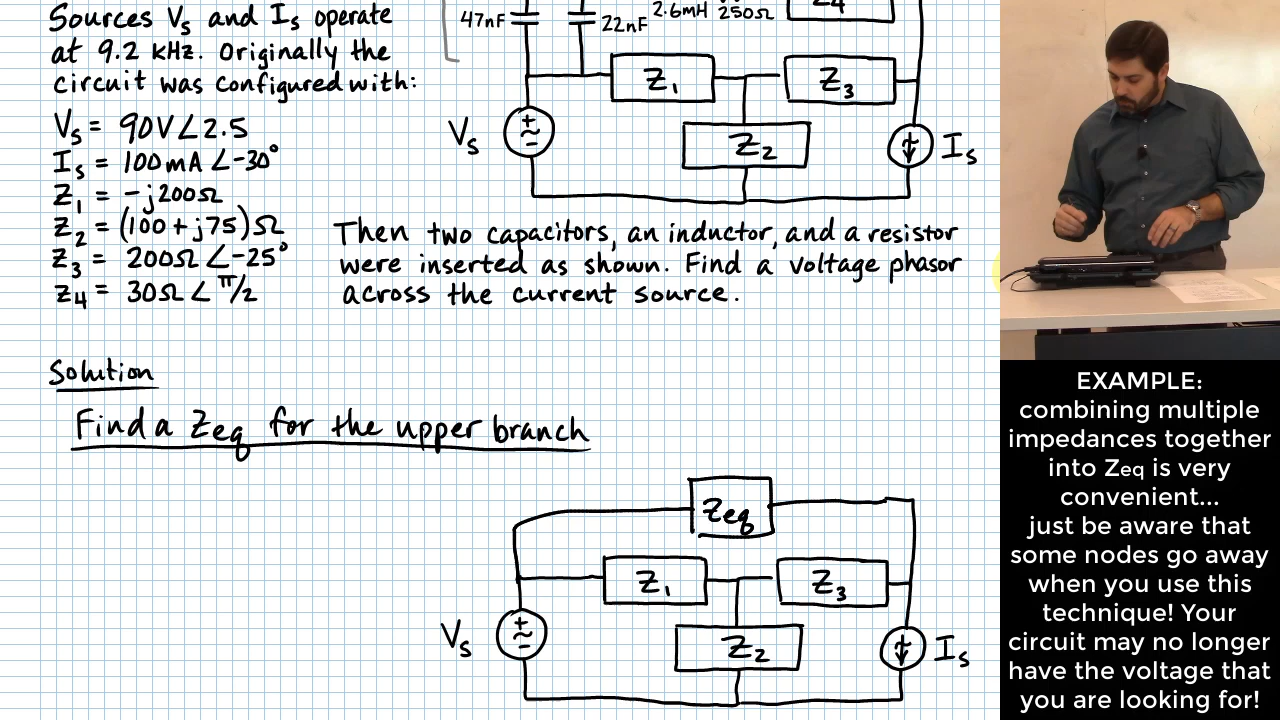 Sources Vs and Is operate
at 9.2 kHz. Originally the
circuit was configured with:
Vs = 90V∠2.5
Is = 100mA∠-30°
Z1 = -j200Ω
Z2 = (100+j75)Ω
Z3 = 200Ω∠-25°
Z4 = 30Ω∠π/2
47nF
22nF
2.6mH
250Ω
Z4
Z1
Z3
Vs
Z2
Is
Then two capacitors, an inductor, and a resistor
were inserted as shown. Find a voltage phasor
across the current source.
Solution
Find a Zeq for the upper branch
Zeq
Z1
Z3
Vs
Z2
Is
EXAMPLE:
combining multiple
impedances together
into Zeq is very
convenient...
just be aware that
some nodes go away
when you use this
technique! Your
circuit may no longer
have the voltage that
you are looking for!